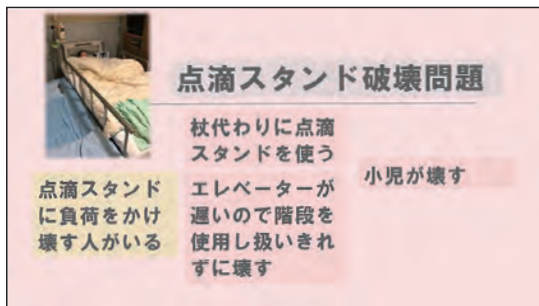 点滴スタンド破壊問題
点滴スタンド
に負荷をかけ
壊す人がいる
杖代わりに点滴
スタンドを使う
エレベーターが
遅いので階段を
使用し扱いきれ
ずに壊す
小児が壊す